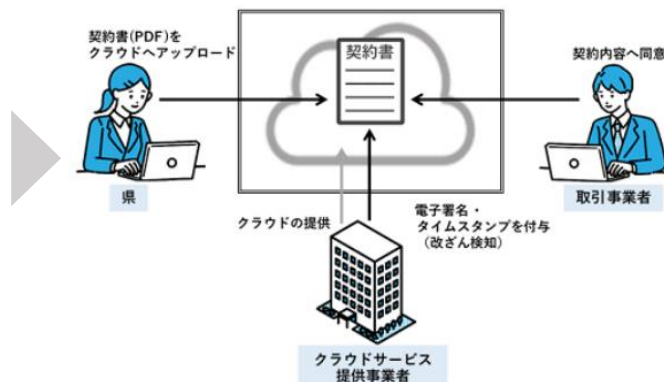 契約書(PDF)を
クラウドへアップロード
契約書
契約内容へ同意
県
取引事業者
クラウドの提供
電子署名・
タイムスタンプを付与
(改ざん検知)
クラウドサービス
提供事業者